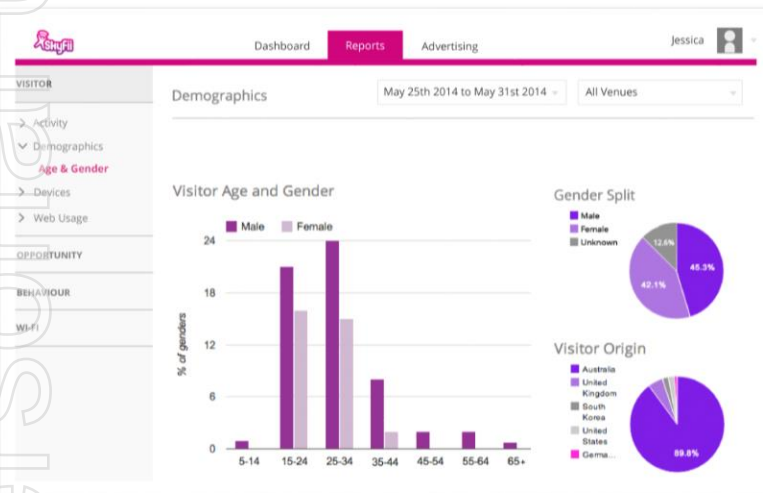 SkyFii
Dashboard
Reports
Advertising
Jessica
VISITOR
Activity
Demographics
Age & Gender
Devices
Web Usage
OPPORTUNITY
BEHAVIOUR
WI-FI
Demographics
May 25th 2014 to May 31st 2014
All Venues
Visitor Age and Gender
Male Female
24
18
12
6
0
% of genders
5-14 15-24 25-34 35-44 45-54 55-64 65+
Gender Split
Male
Female
Unknown
12.6%
45.3%
42.1%
Visitor Origin
Australia
United
Kingdom
South
Korea
United
States
Germa...
89.8%